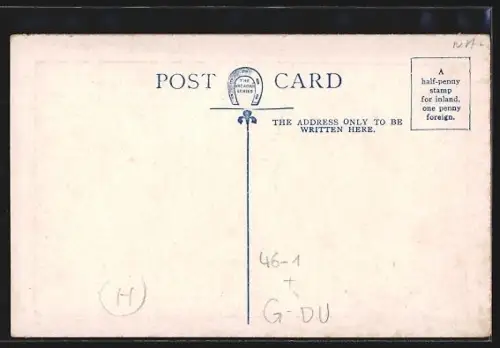 POST CARD
THE ADDRESS ONLY TO BE
WRITTEN HERE.
A
half-penny
stamp
for inland,
one penny
foreign.
46-1
+
G-DU
(H)